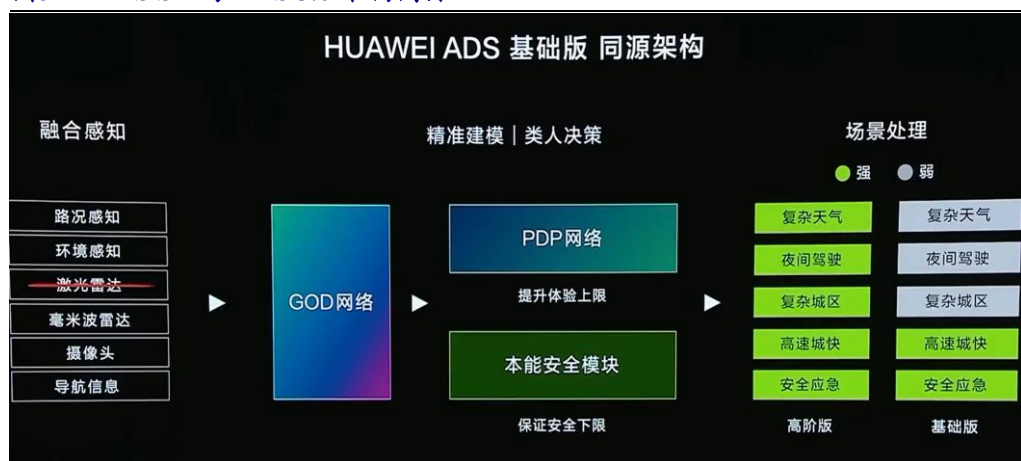 HUAWEI ADS 基础版 同源架构
融合感知
精准建模｜类人决策
场景处理
强
弱
路况感知
环境感知
激光雷达
毫米波雷达
摄像头
导航信息
GOD网络
PDP网络
提升体验上限
本能安全模块
保证安全下限
复杂天气
夜间驾驶
复杂城区
高速城快
安全应急
高阶版
复杂天气
夜间驾驶
复杂城区
高速城快
安全应急
基础版